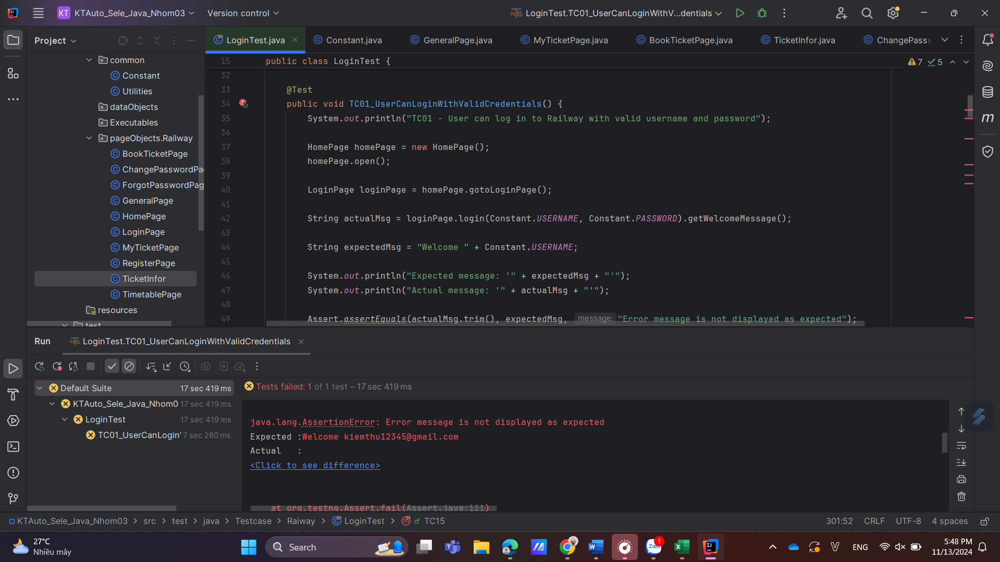 KT KTAuto_Sele_Java_Nhom03 Version control LoginTest.TC01_UserCanLoginWithV...dentials
Project
LoginTest.java Constant.java GeneralPage.java MyTicketPage.java BookTicketPage.java TicketInfor.java ChangePassw
common
Constant
Utilities
dataObjects
Executables
pageObjects.Railway
BookTicketPage
ChangePasswordPa
ForgotPasswordPag
GeneralPage
HomePage
LoginPage
MyTicketPage
RegisterPage
TicketInfor
TimetablePage
resources
test
15 public class LoginTest {
7 5
32
33 @Test
34 public void TC01_UserCanLoginWithValidCredentials() {
35 System.out.println("TC01 - User can log in to Railway with valid username and password");
36
37 HomePage homePage = new HomePage();
38 homePage.open();
39
40 LoginPage loginPage = homePage.gotoLoginPage();
41
42 String actualMsg = loginPage.login(Constant.USERNAME, Constant.PASSWORD).getWelcomeMessage();
43
44 String expectedMsg = "Welcome " + Constant.USERNAME;
45
46 System.out.println("Expected message: '" + expectedMsg + "'");
47 System.out.println("Actual message: '" + actualMsg + "'");
48
49 Assert.assertEquals(actualMsg.trim(), expectedMsg, message: "Error message is not displayed as expected");
Run LoginTest.TC01_UserCanLoginWithValidCredentials
Default Suite 17 sec 419 ms
KTAuto_Sele_Java_Nhom0 17 sec 419 ms
LoginTest 17 sec 419 ms
TC01_UserCanLogin 7 sec 280 ms
Tests failed: 1 of 1 test – 17 sec 419 ms
java.lang.AssertionError: Error message is not displayed as expected
Expected :Welcome kiemthu12345@gmail.com
Actual :
<Click to see difference>
at org.testng.Assert.fail(Assert.java:111)
KTAuto_Sele_Java_Nhom03 > src > test > java > Testcase > Raiway > LoginTest > TC15
301:52 CRLF UTF-8 4 spaces
27°C
Nhiều mây
Search
Zalo 1
ENG
5:48 PM
11/13/2024